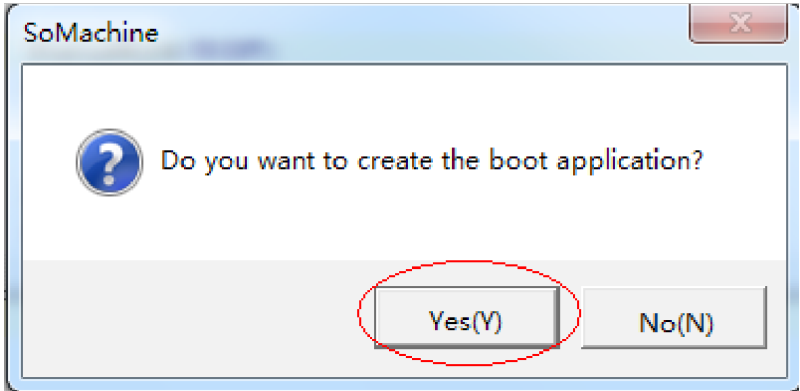 SoMachine
Do you want to create the boot application?
Yes(Y)
No(N)